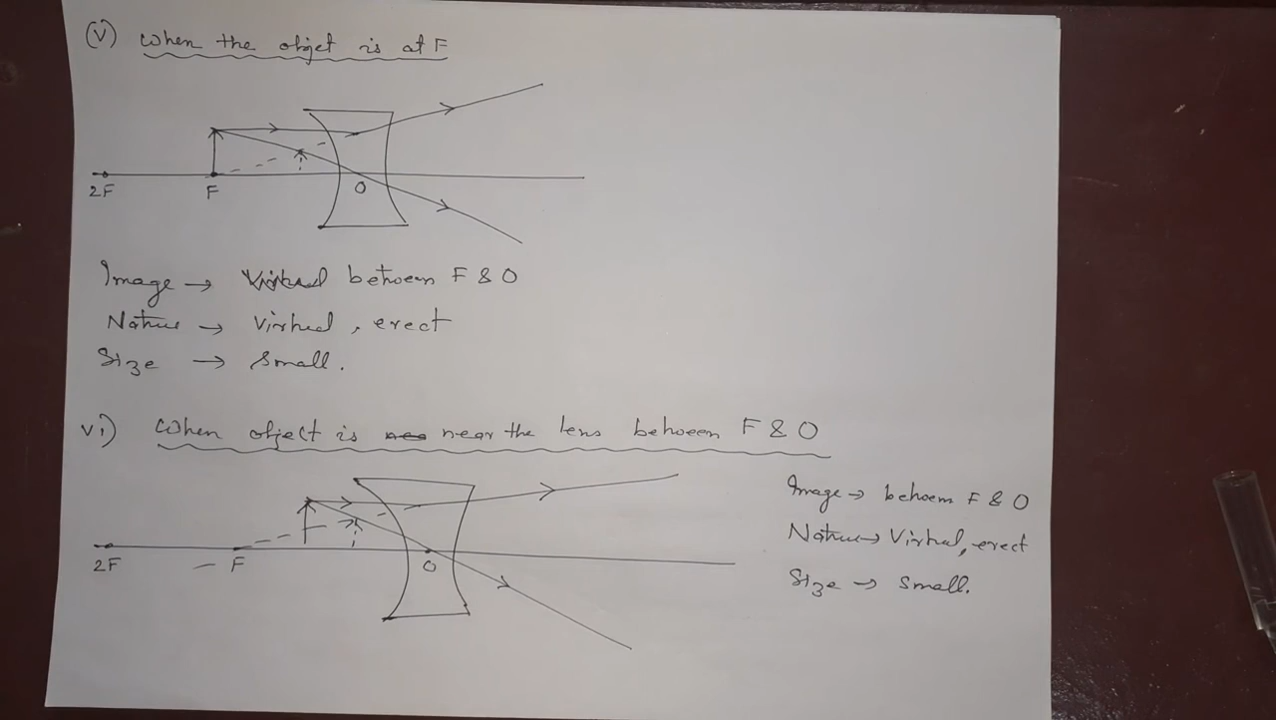 (V) When the objet is at F
2F F O
Image → between F & O
Nature → Virtual, erect
Size → Small.
vi) When object is near the lens between F & O
2F F O
Image → between F & O
Nature → Virtual, erect
Size → Small.